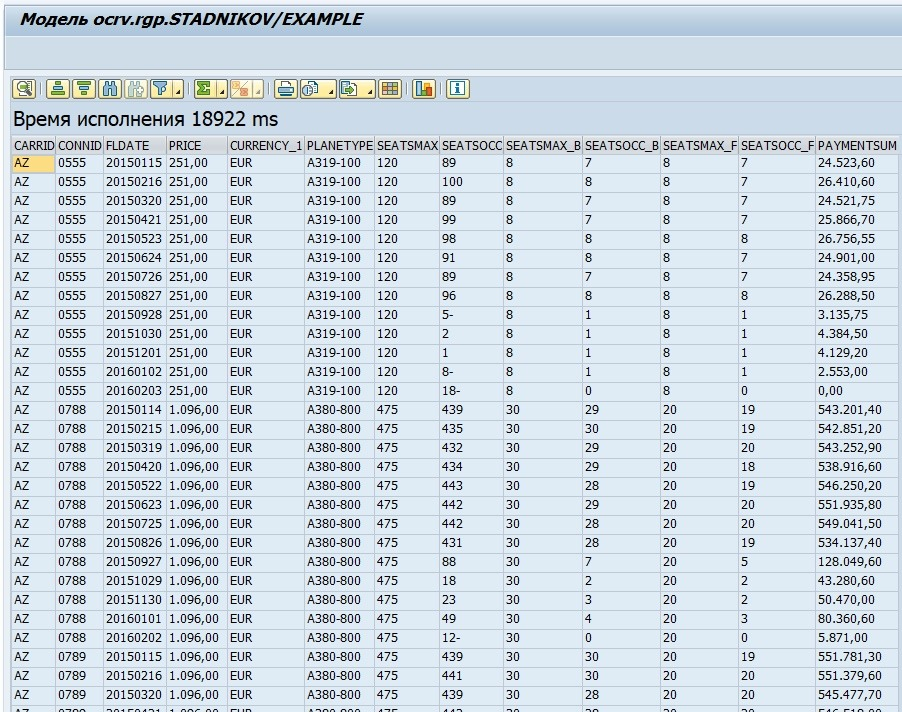 Модель ocrv.rgp.STADNIKOV/EXAMPLE
Время исполнения 18922 ms
CARRID CONNID FLDATE PRICE CURRENCY_1 PLANETYPE SEATSMAX SEATSOCC SEATSMAX_B SEATSOCC_B SEATSMAX_F SEATSOCC_F PAYMENTSUM
AZ 0555 20150115 251,00 EUR A319-100 120 89 8 7 8 7 24.523,60
AZ 0555 20150216 251,00 EUR A319-100 120 100 8 8 8 7 26.410,60
AZ 0555 20150320 251,00 EUR A319-100 120 89 8 7 8 7 24.521,75
AZ 0555 20150421 251,00 EUR A319-100 120 99 8 7 8 7 25.866,70
AZ 0555 20150523 251,00 EUR A319-100 120 98 8 8 8 8 26.756,55
AZ 0555 20150624 251,00 EUR A319-100 120 91 8 8 8 7 24.901,00
AZ 0555 20150726 251,00 EUR A319-100 120 89 8 7 8 7 24.358,95
AZ 0555 20150827 251,00 EUR A319-100 120 96 8 8 8 8 26.288,50
AZ 0555 20150928 251,00 EUR A319-100 120 5- 8 1 8 1 3.135,75
AZ 0555 20151030 251,00 EUR A319-100 120 2 8 1 8 1 4.384,50
AZ 0555 20151201 251,00 EUR A319-100 120 1 8 1 8 1 4.129,20
AZ 0555 20160102 251,00 EUR A319-100 120 8- 8 1 8 1 2.553,00
AZ 0555 20160203 251,00 EUR A319-100 120 18- 8 0 8 0 0,00
AZ 0788 20150114 1.096,00 EUR A380-800 475 439 30 29 20 19 543.201,40
AZ 0788 20150215 1.096,00 EUR A380-800 475 435 30 30 20 19 542.851,20
AZ 0788 20150319 1.096,00 EUR A380-800 475 432 30 29 20 20 543.252,90
AZ 0788 20150420 1.096,00 EUR A380-800 475 434 30 29 20 18 538.916,60
AZ 0788 20150522 1.096,00 EUR A380-800 475 443 30 28 20 19 546.250,20
AZ 0788 20150623 1.096,00 EUR A380-800 475 442 30 29 20 20 551.935,80
AZ 0788 20150725 1.096,00 EUR A380-800 475 442 30 28 20 20 549.041,50
AZ 0788 20150826 1.096,00 EUR A380-800 475 431 30 28 20 19 534.137,40
AZ 0788 20150927 1.096,00 EUR A380-800 475 88 30 7 20 5 128.049,60
AZ 0788 20151029 1.096,00 EUR A380-800 475 18 30 2 20 2 43.280,60
AZ 0788 20151130 1.096,00 EUR A380-800 475 23 30 3 20 2 50.470,00
AZ 0788 20160101 1.096,00 EUR A380-800 475 49 30 4 20 3 80.360,60
AZ 0788 20160202 1.096,00 EUR A380-800 475 12- 30 0 20 0 5.871,00
AZ 0789 20150115 1.096,00 EUR A380-800 475 439 30 30 20 19 551.781,30
AZ 0789 20150216 1.096,00 EUR A380-800 475 441 30 30 20 20 551.379,60
AZ 0789 20150320 1.096,00 EUR A380-800 475 439 30 28 20 20 545.477,70